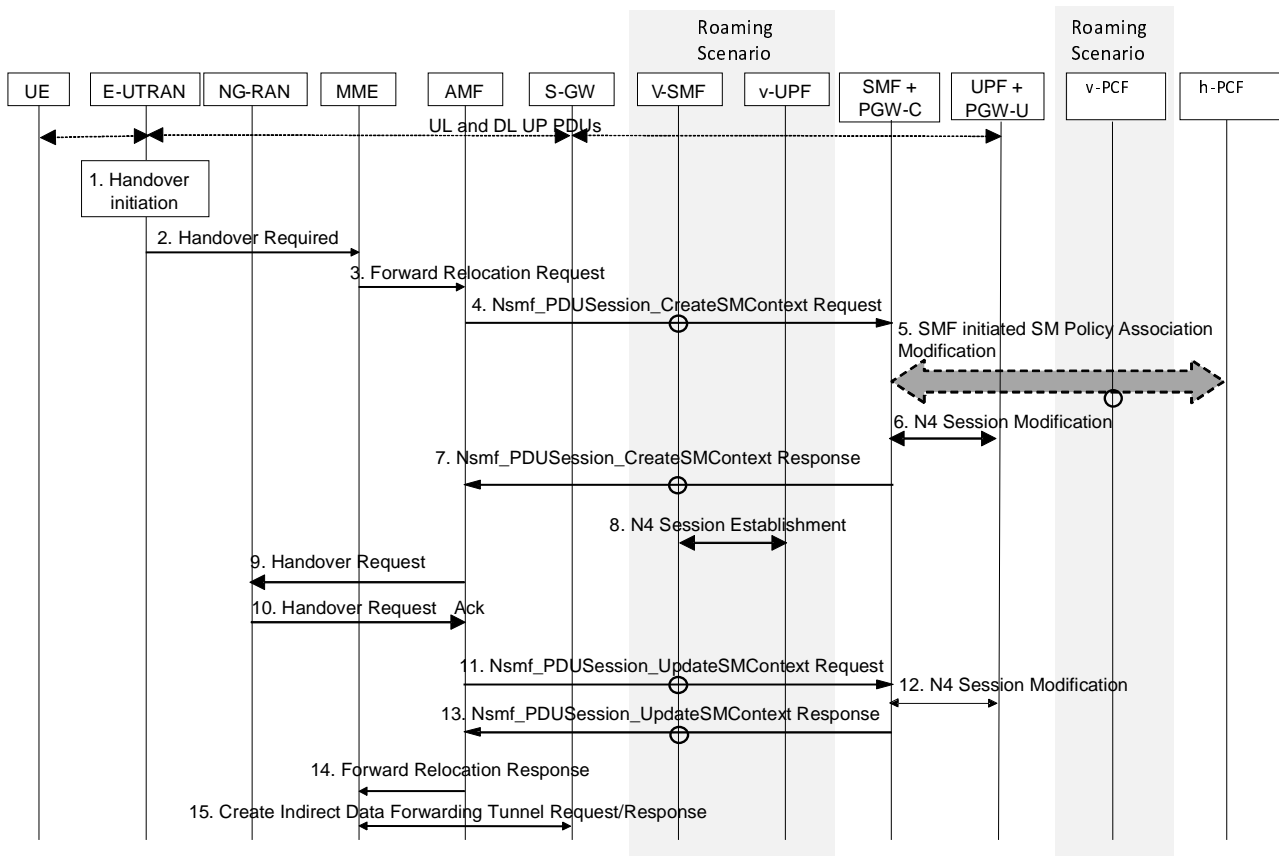 Roaming
Scenario
Roaming
Scenario
UE
E-UTRAN
NG-RAN
MME
AMF
S-GW
V-SMF
v-UPF
SMF +
PGW-C
UPF +
PGW-U
v-PCF
h-PCF
UL and DL UP PDUs
1. Handover
initiation
2. Handover Required
3. Forward Relocation Request
4. Nsmf_PDUSession_CreateSMContext Request
5. SMF initiated SM Policy Association
Modification
6. N4 Session Modification
7. Nsmf_PDUSession_CreateSMContext Response
8. N4 Session Establishment
9. Handover Request
10. Handover Request Ack
11. Nsmf_PDUSession_UpdateSMContext Request
12. N4 Session Modification
13. Nsmf_PDUSession_UpdateSMContext Response
14. Forward Relocation Response
15. Create Indirect Data Forwarding Tunnel Request/Response